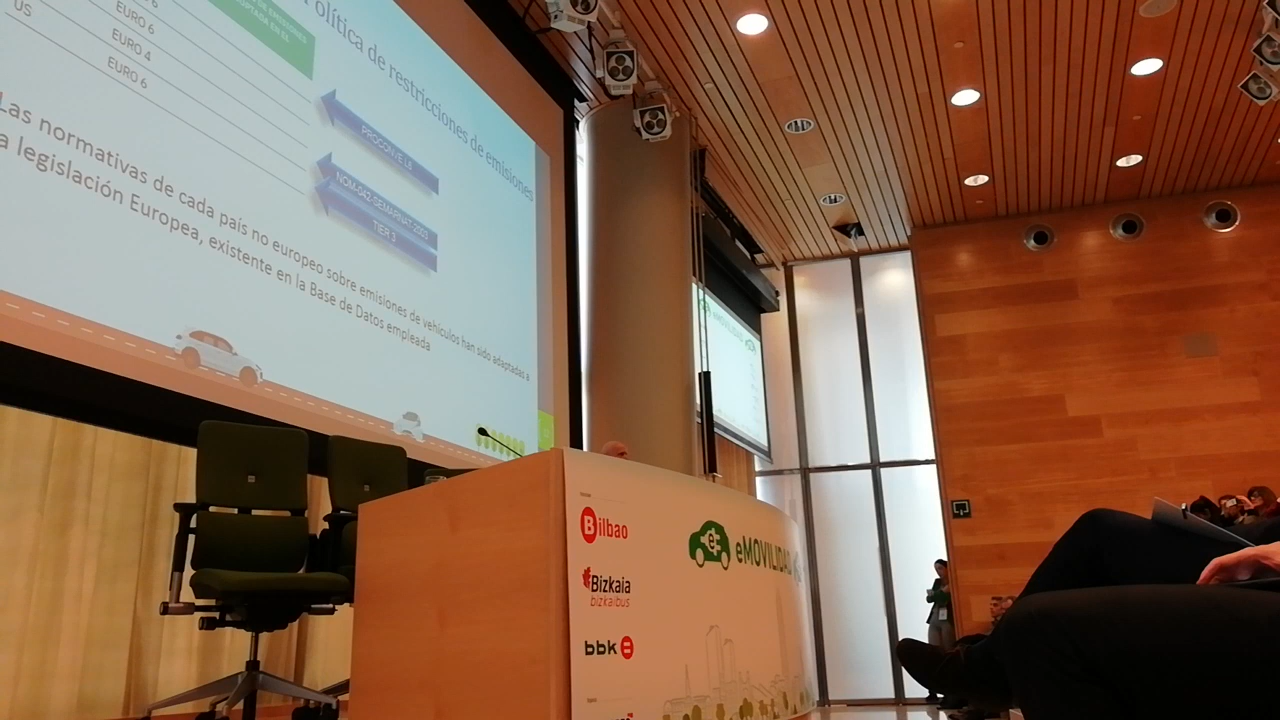 olítica de restricciones de emisiones
EMISIONES
US
EURO 6
EURO 4
EURO 6
PROCONVE L6
NOM-042-SEMARNAT-2003
TIER 3
Las normativas de cada país no europeo sobre emisiones de vehículos han sido adaptadas a
a legislación Europea, existente en la Base de Datos empleada
eMOVILIDAD
Bilbao
Bizkaia
bizkaibus
bbk
eMOVILIDAD